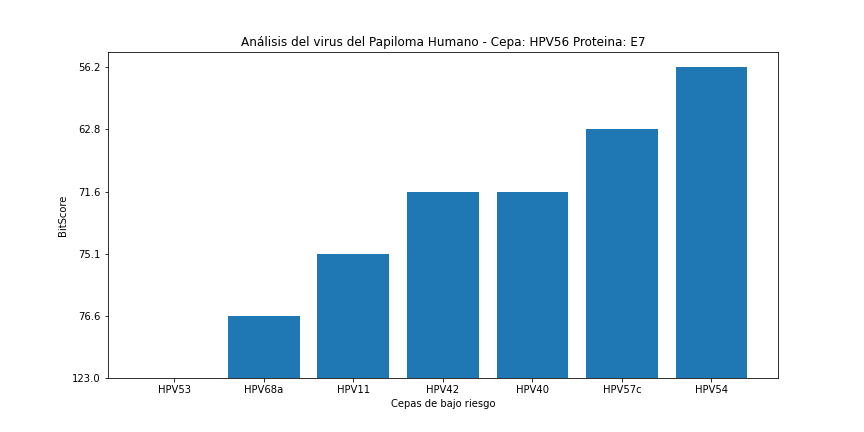 Análisis del virus del Papiloma Humano - Cepa: HPV56 Proteina: E7
BitScore
56.2
62.8
71.6
75.1
76.6
123.0
HPV53 HPV68a HPV11 HPV42 HPV40 HPV57c HPV54
Cepas de bajo riesgo